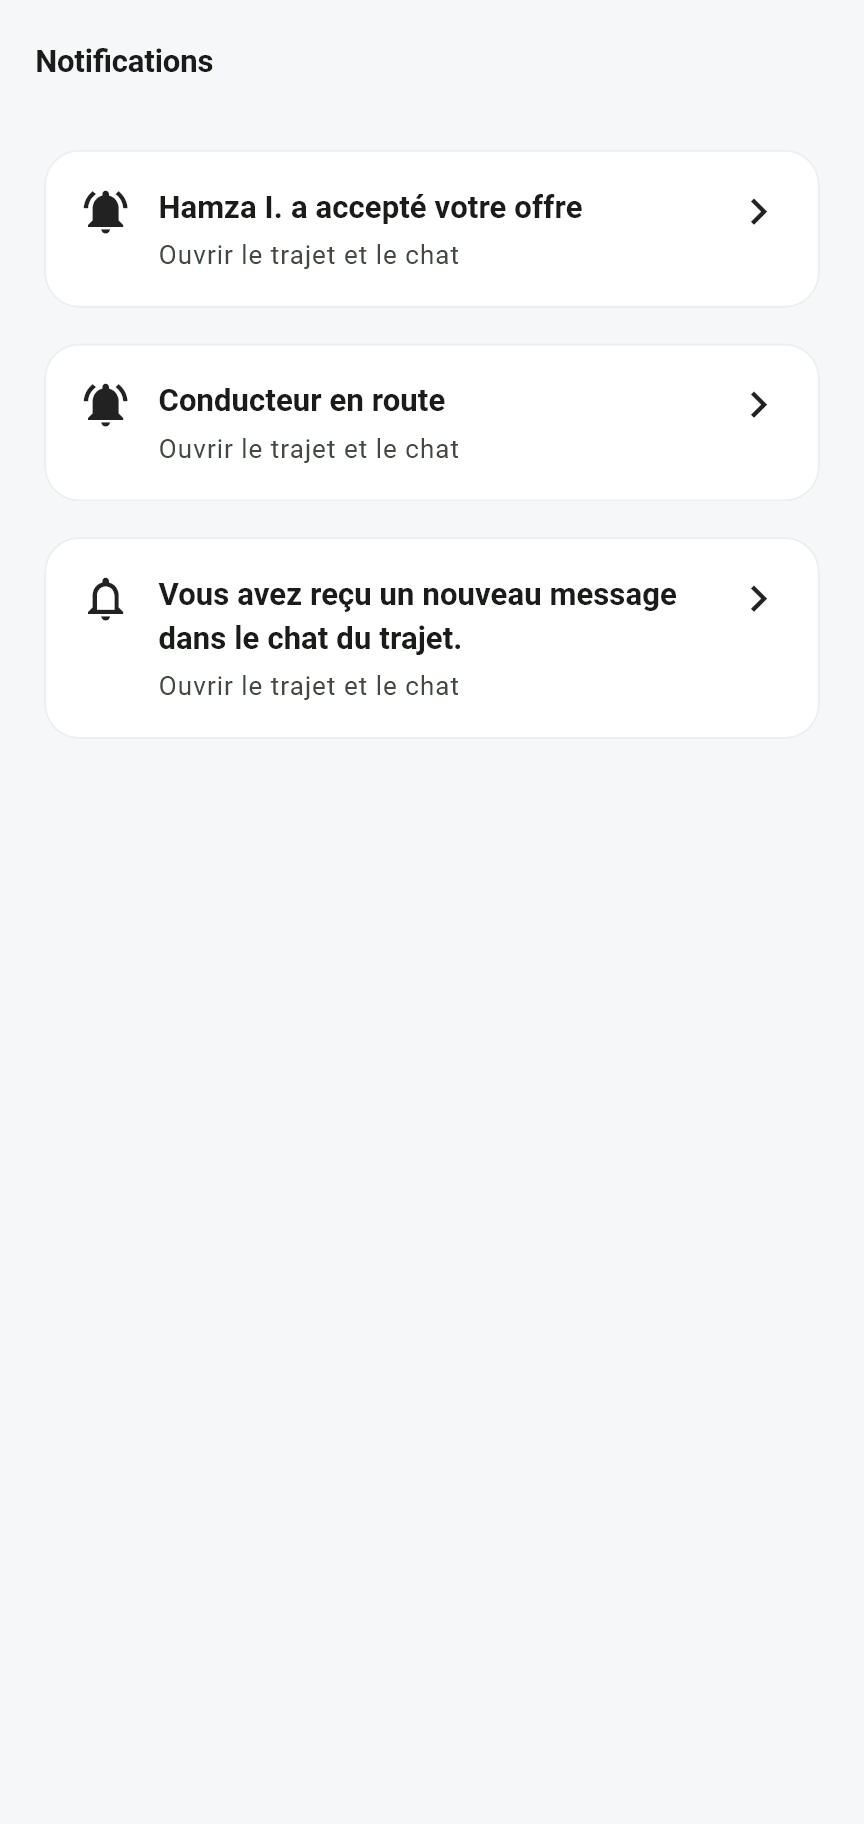 Notifications
Hamza I. a accepté votre offre
Ouvrir le trajet et le chat
Conducteur en route
Ouvrir le trajet et le chat
Vous avez reçu un nouveau message
dans le chat du trajet.
Ouvrir le trajet et le chat